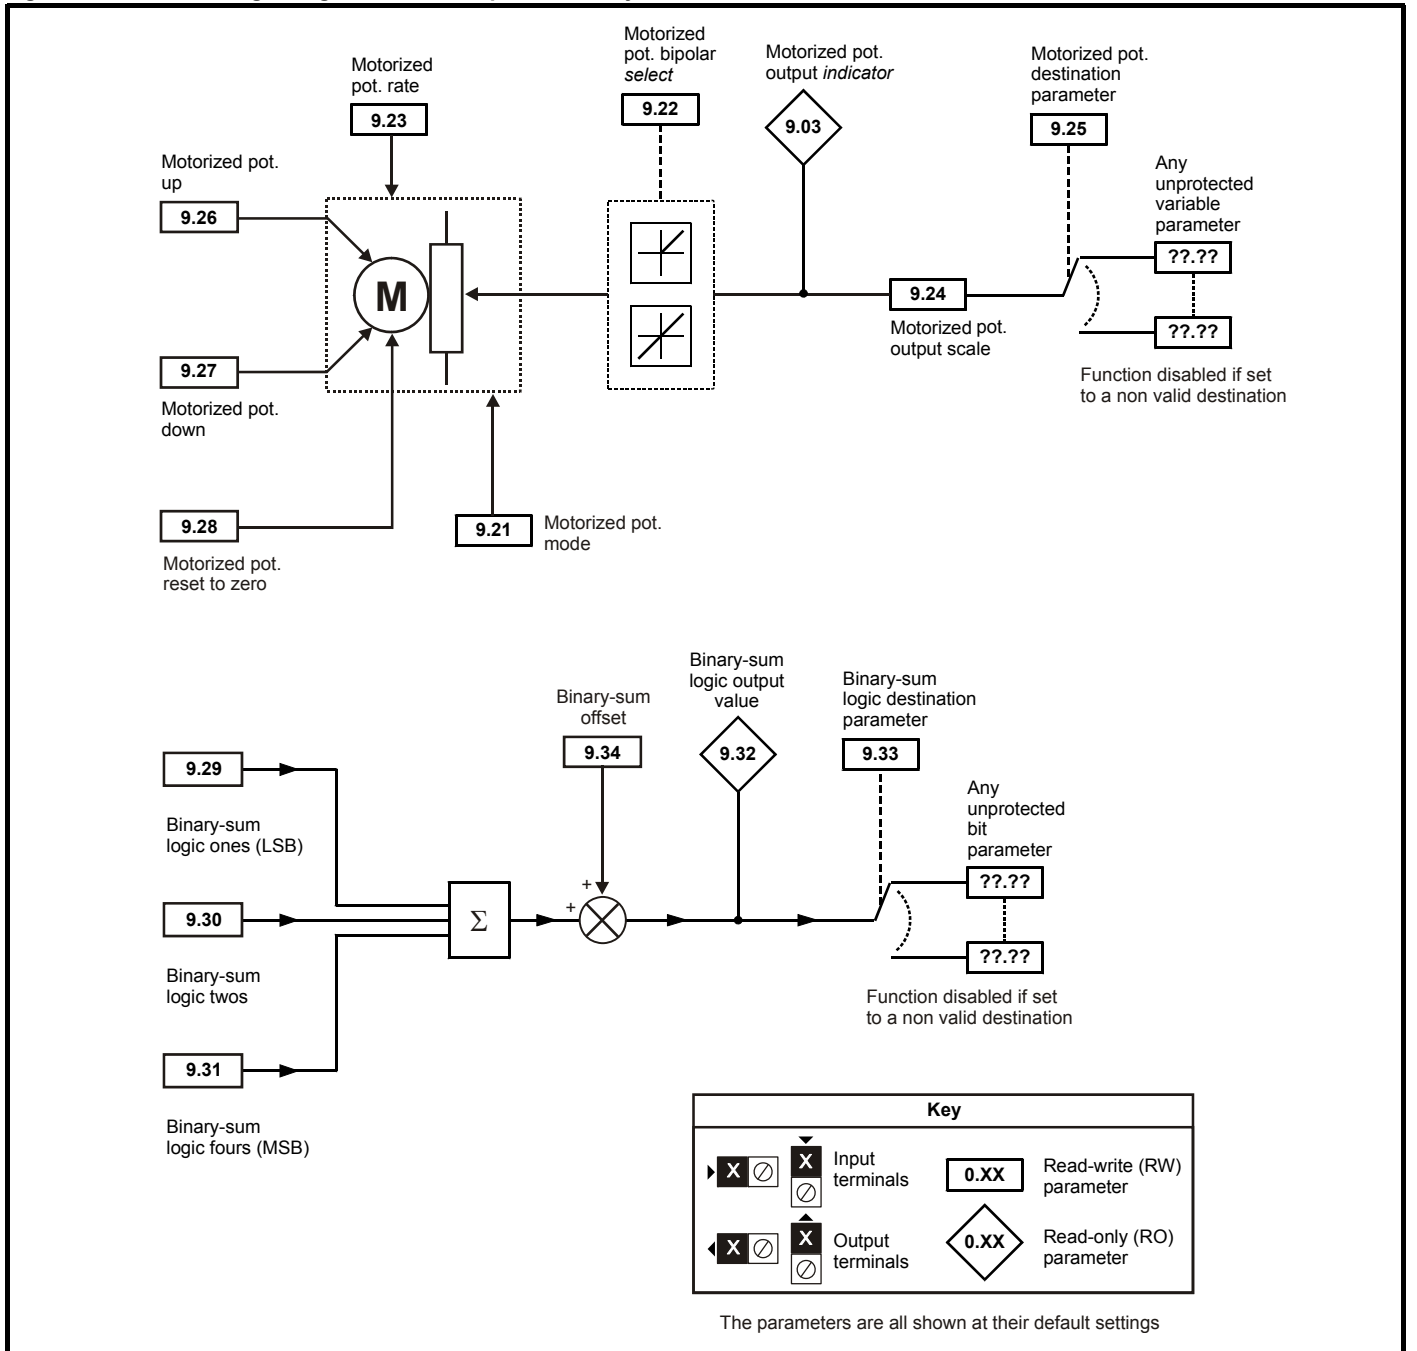 Motorized
pot. rate
9.23
Motorized
pot. bipolar
select
9.22
Motorized pot.
output indicator
9.03
Motorized pot.
destination
parameter
9.25
Any
unprotected
variable
parameter
??.??
??.??
Function disabled if set
to a non valid destination
Motorized pot.
up
9.26
M
9.24
Motorized pot.
output scale
9.27
Motorized pot.
down
9.28
Motorized pot.
reset to zero
9.21
Motorized pot.
mode
Binary-sum
offset
9.34
Binary-sum
logic output
value
9.32
Binary-sum
logic destination
parameter
9.33
Any
unprotected
bit
parameter
??.??
??.??
Function disabled if set
to a non valid destination
9.29
Binary-sum
logic ones (LSB)
9.30
Binary-sum
logic twos
9.31
Binary-sum
logic fours (MSB)
Σ
+
+
Key
X
X
Input
terminals
0.XX
Read-write (RW)
parameter
X
X
Output
terminals
0.XX
Read-only (RO)
parameter
The parameters are all shown at their default settings